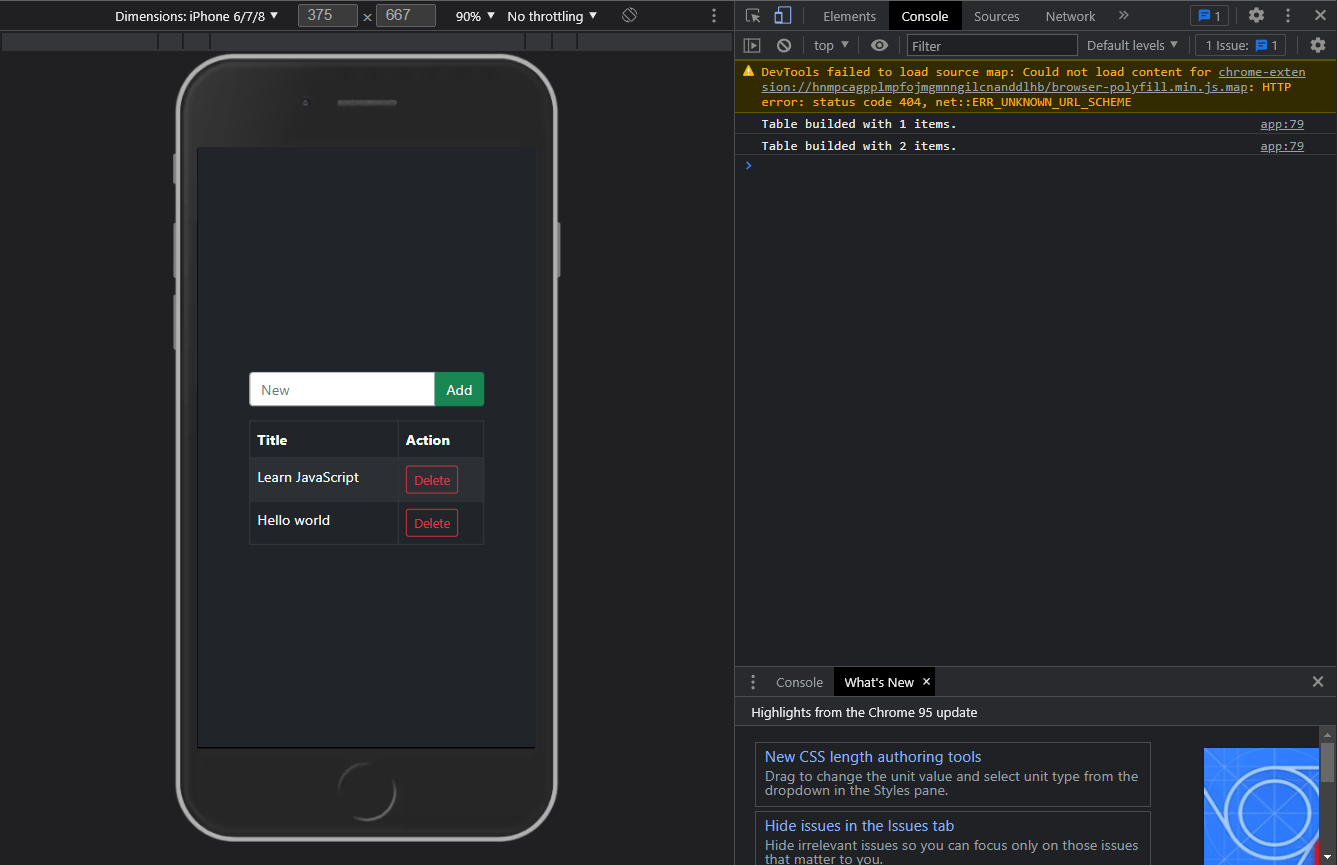 Dimensions: iPhone 6/7/8 ▼ 375 × 667 90% ▼ No throttling ▼
Elements Console Sources Network » 1
top ▼ Filter Default levels ▼ 1 Issue: 1
DevTools failed to load source map: Could not load content for chrome-exten
sion://hnmpcagpplmpfojmgmnngilcnanddlhb/browser-polyfill.min.js.map: HTTP
error: status code 404, net::ERR_UNKNOWN_URL_SCHEME
Table builded with 1 items. app:79
Table builded with 2 items. app:79
New Add
Title Action
Learn JavaScript Delete
Hello world Delete
Console What's New ×
Highlights from the Chrome 95 update
New CSS length authoring tools
Drag to change the unit value and select unit type from the
dropdown in the Styles pane.
Hide issues in the Issues tab
Hide irrelevant issues so you can focus only on those issues
that matter to you.